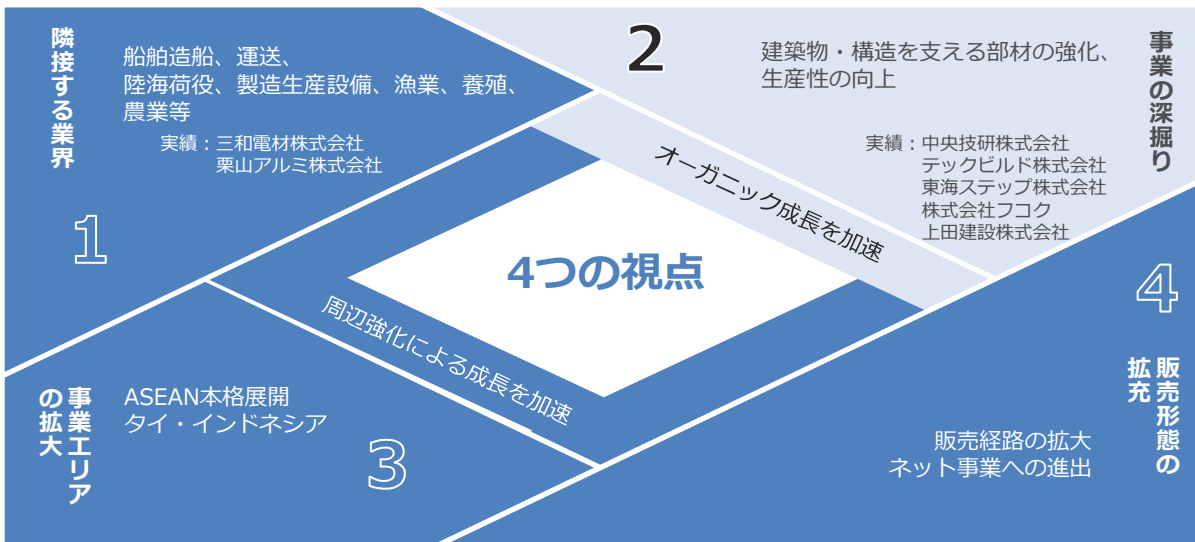 隣接する業界
船舶造船、運送、
陸海荷役、製造生産設備、漁業、養殖、
農業等
実績：三和電材株式会社
栗山アルミ株式会社
1
2
建築物・構造を支える部材の強化、
生産性の向上
実績：中央技研株式会社
テックビルド株式会社
東海ステップ株式会社
株式会社フコク
上田建設株式会社
事業の深掘り
オーガニック成長を加速
4つの視点
周辺強化による成長を加速
事業エリア
の拡大
ASEAN本格展開
タイ・インドネシア
3
4
販売形態の
拡充
販売経路の拡大
ネット事業への進出